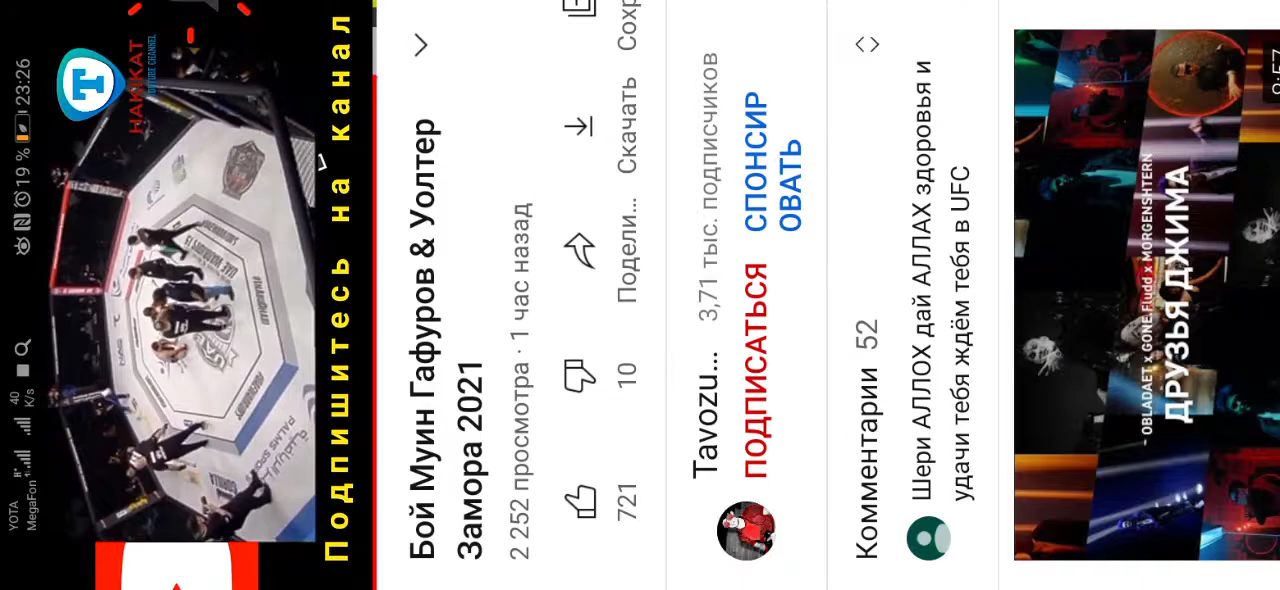 YOTA
MegaFon
40
K/s
19 %
23:26
HAKIKAT
YOUTUBE CHANNEL
Подпишитесь на канал
Бой Муин Гафуров & Уолтер
Замора 2021
2 252 просмотра · 1 час назад
721
10
Подели...
Скачать
Сохр
Tavozu...
3,71 тыс. подписчиков
ПОДПИСАТЬСЯ
СПОНСИР
ОВАТЬ
Комментарии 52
Шери АЛЛОХ дай АЛЛАХ здоровья и
удачи тебя ждём тебя в UFC
OBLADAET x GONE.Fludd x MORGENSHTERN
ДРУЗЬЯ ДЖИМА